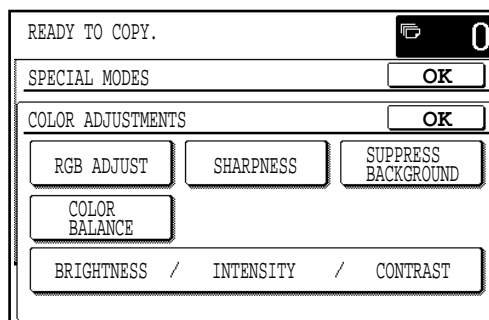 READY TO COPY. 0
SPECIAL MODES OK
COLOR ADJUSTMENTS OK
RGB ADJUST SHARPNESS SUPPRESS
BACKGROUND
COLOR
BALANCE
BRIGHTNESS / INTENSITY / CONTRAST